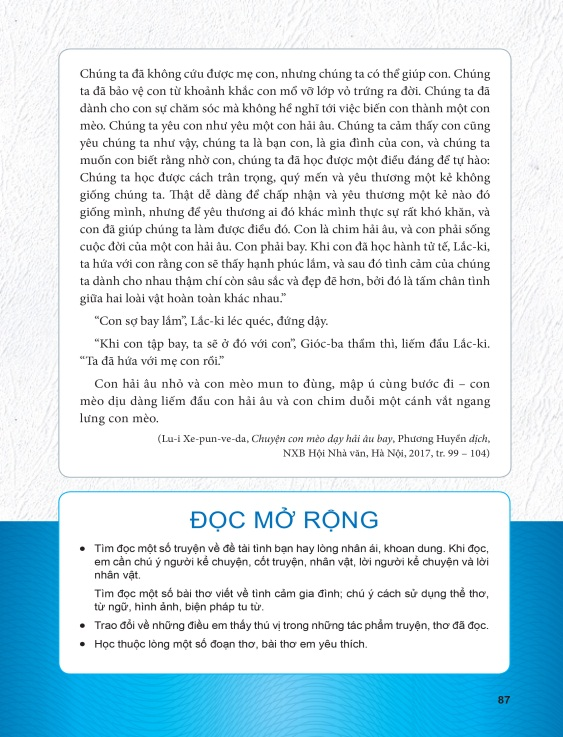 Chúng ta đã không cứu được mẹ con, nhưng chúng ta có thể giúp con. Chúng
ta đã bảo vệ con từ khoảnh khắc con mổ vỡ lớp vỏ trứng ra đời. Chúng ta đã
dành cho con sự chăm sóc mà không hề nghĩ tới việc biến con thành một con
mèo. Chúng ta yêu con như yêu một con hải âu. Chúng ta cảm thấy con cũng
yêu chúng ta như vậy, chúng ta là bạn con, là gia đình của con, và chúng ta
muốn con biết rằng nhờ con, chúng ta đã học được một điều đáng để tự hào:
Chúng ta học được cách trân trọng, quý mến và yêu thương một kẻ không
giống chúng ta. Thật dễ dàng để chấp nhận và yêu thương một kẻ nào đó
giống mình, nhưng để yêu thương ai đó khác mình thực sự rất khó khăn, và
con đã giúp chúng ta làm được điều đó. Con là chim hải âu, và con phải sống
cuộc đời của một con hải âu. Con phải bay. Khi con đã học hành tử tế, Lắc-ki,
ta hứa với con rằng con sẽ thấy hạnh phúc lắm, và sau đó tình cảm của chúng
ta dành cho nhau thậm chí còn sâu sắc và đẹp đẽ hơn, bởi đó là tấm chân tình
giữa hai loài vật hoàn toàn khác nhau.”
“Con sợ bay lắm”, Lắc-ki léc quéc, đứng dậy.
“Khi con tập bay, ta sẽ ở đó với con”, Gióc-ba thầm thì, liếm đầu Lắc-ki.
“Ta đã hứa với mẹ con rồi.”
Con hải âu nhỏ và con mèo mun to đùng, mập ú cùng bước đi – con
mèo dịu dàng liếm đầu con hải âu và con chim duỗi một cánh vắt ngang
lưng con mèo.
(Lu-i Xe-pun-ve-da, Chuyện con mèo dạy hải âu bay, Phương Huyền dịch,
NXB Hội Nhà văn, Hà Nội, 2017, tr. 99 – 104)
ĐỌC MỞ RỘNG
• Tìm đọc một số truyện về đề tài tình bạn hay lòng nhân ái, khoan dung. Khi đọc,
em cần chú ý người kể chuyện, cốt truyện, nhân vật, lời người kể chuyện và lời
nhân vật.
Tìm đọc một số bài thơ viết về tình cảm gia đình; chú ý cách sử dụng thể thơ,
từ ngữ, hình ảnh, biện pháp tu từ.
• Trao đổi về những điều em thấy thú vị trong những tác phẩm truyện, thơ đã đọc.
• Học thuộc lòng một số đoạn thơ, bài thơ em yêu thích.
87